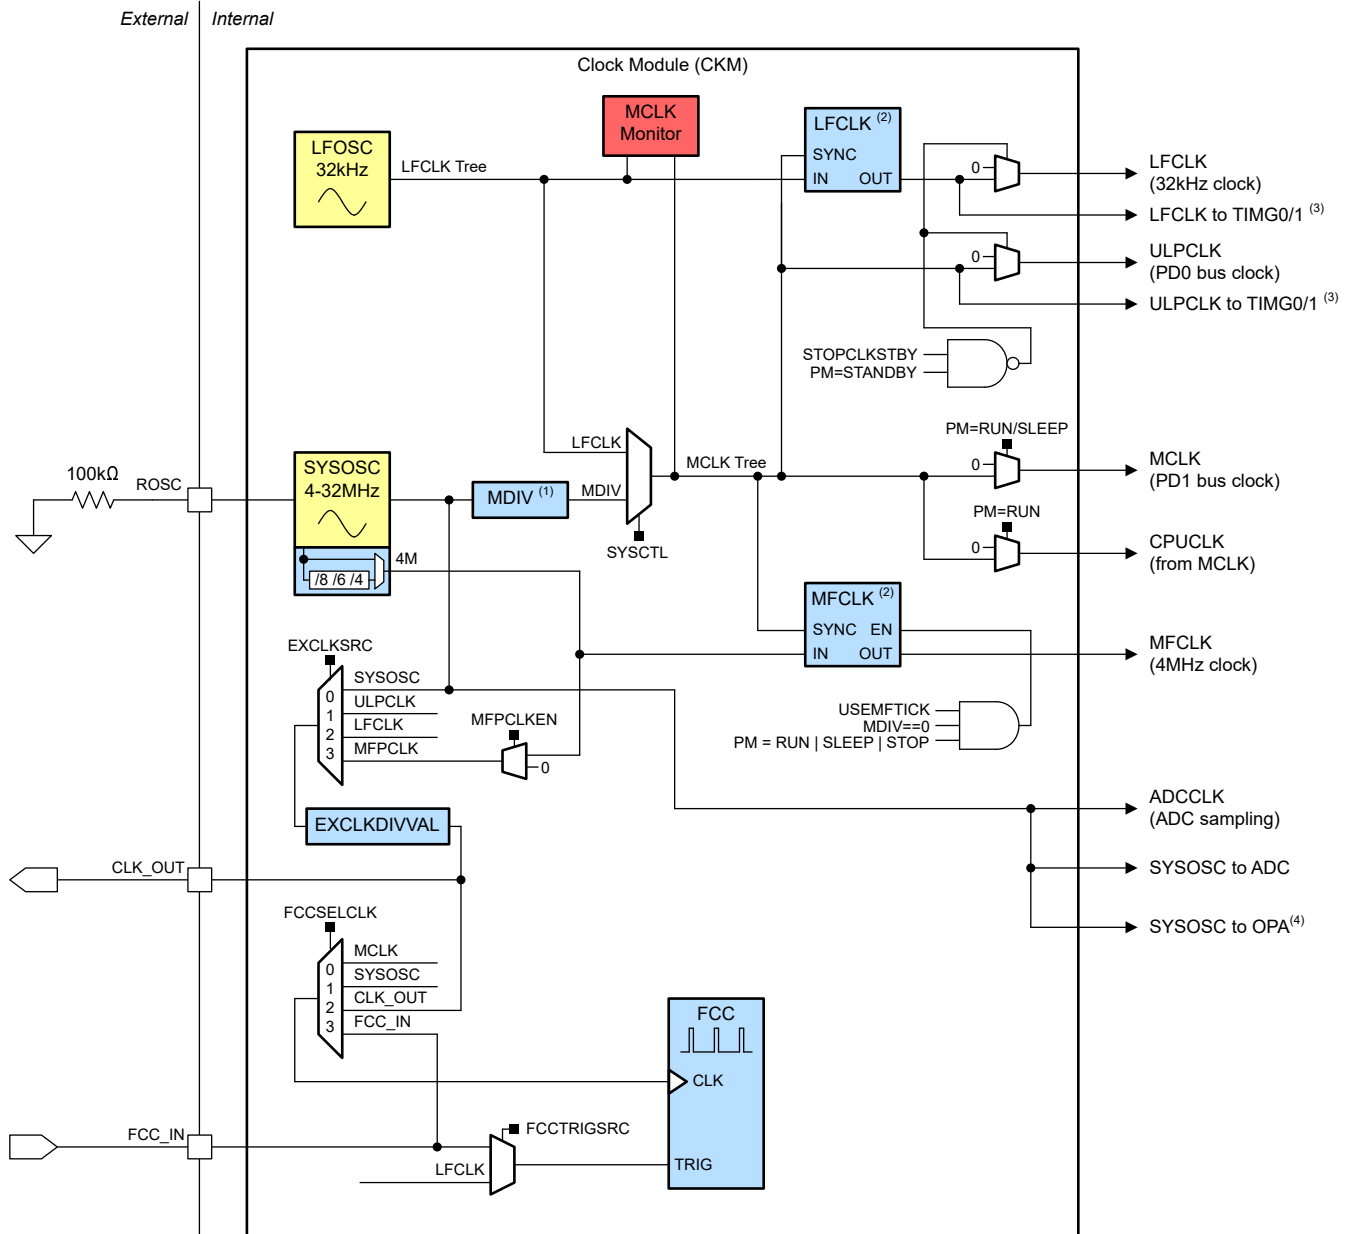 External Internal
Clock Module (CKM)
MCLK
Monitor
LFOSC
32kHz
LFCLK Tree
LFCLK (2)
SYNC
IN OUT
0
LFCLK
(32kHz clock)
LFCLK to TIMG0/1 (3)
0
ULPCLK
(PD0 bus clock)
ULPCLK to TIMG0/1 (3)
STOPCLKSTBY
PM=STANDBY
100kΩ
ROSC
SYSOSC
4-32MHz
/8 /6 /4
4M
MDIV (1)
LFCLK
MDIV
SYSCTL
MCLK Tree
PM=RUN/SLEEP
0
MCLK
(PD1 bus clock)
PM=RUN
0
CPUCLK
(from MCLK)
MFCLK (2)
SYNC EN
IN OUT
MFCLK
(4MHz clock)
EXCLKSRC
0 SYSOSC
1 ULPCLK
2 LFCLK
3 MFPCLK
MFPCLKEN
0
USEMFTICK
MDIV==0
PM = RUN | SLEEP | STOP
EXCLKDIVVAL
ADCCLK
(ADC sampling)
CLK_OUT
SYSOSC to ADC
SYSOSC to OPA(4)
FCCSELCLK
0 MCLK
1 SYSOSC
2 CLK_OUT
3 FCC_IN
FCC
CLK
TRIG
FCC_IN
FCCTRIGSRC
LFCLK